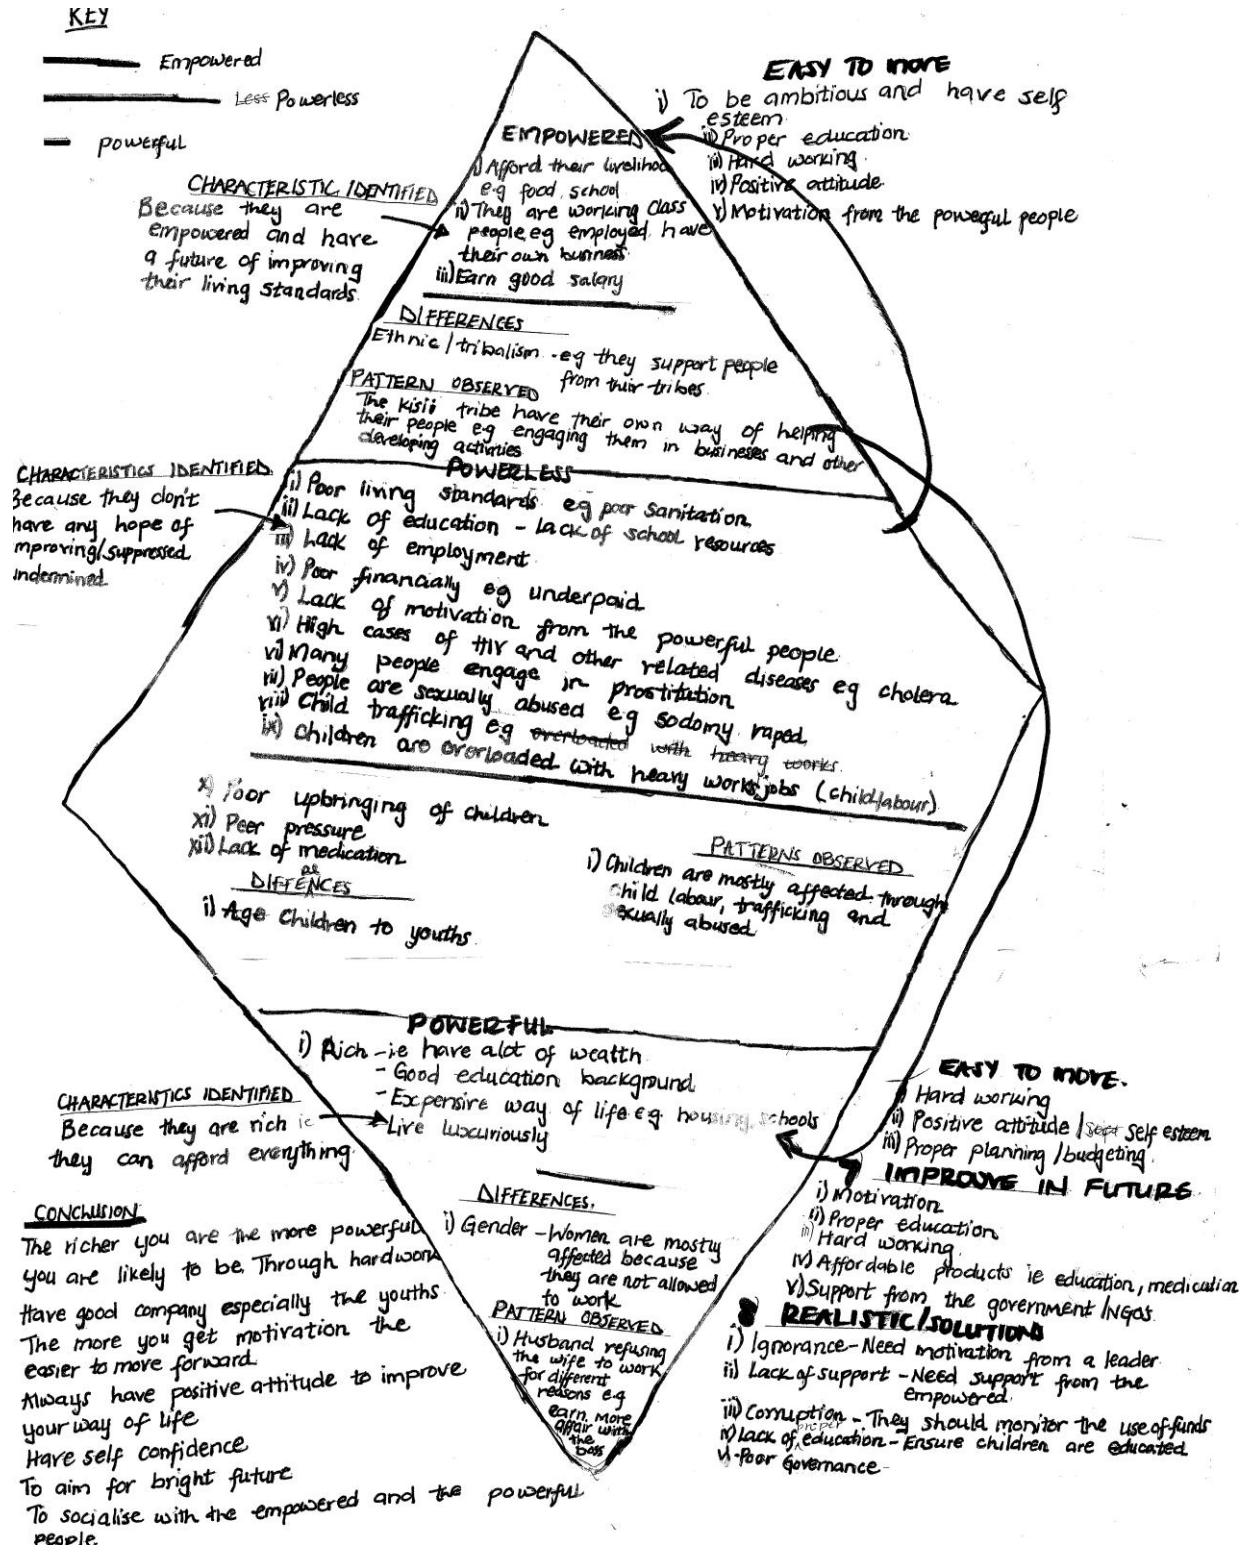 KEY
Empowered
Less Powerless
powerful
EASY TO MOVE
i) To be ambitious and have self
esteem
ii) Proper education
iii) Hard working
iv) Positive attitude
v) Motivation from the powerful people
EMPOWERED
i) Afford their livelihood
e.g food, school
ii) They are working class
people, eg employed, have
their own business
iii) Earn good salary
CHARACTERISTIC IDENTIFIED
Because they are
empowered and have
a future of improving
their living standards.
DIFFERENCES
Ethnic/tribalism - eg they support people
from their tribes.
PATTERN OBSERVED
The Kisii tribe have their own way of helping
their people e.g engaging them in businesses and other
developing activities
CHARACTERISTICS IDENTIFIED
Because they don't
have any hope of
improving/suppressed
undermined
POWERLESS
i) Poor living standards eg poor sanitation
ii) Lack of education - lack of school resources
iii) Lack of employment
iv) Poor financially eg underpaid
v) Lack of motivation from the powerful people
vi) High cases of HIV and other related diseases eg cholera
vi) Many people engage in prostitution
vii) People are sexually abused eg sodomy, raped
viii) Child trafficking e.g overloaded with heavy works
ix) children are overloaded with heavy works, jobs (child labour)
x) Poor upbringing of children
xi) Peer pressure
xii) Lack of medication
DIFFERENCES
i) Age Children to youths
PATTERNS OBSERVED
i) Children are mostly affected through
child labour, trafficking and
sexually abused
POWERFUL
i) Rich - ie have alot of wealth
- Good education background
- Expensive way of life e.g housing, schools
- Live luxuriously
CHARACTERISTICS IDENTIFIED
Because they are rich ie
they can afford everything
DIFFERENCES.
i) Gender - Women are mostly
affected because
they are not allowed
to work
PATTERN OBSERVED
i) Husband refusing
the wife to work
for different
reasons e.g
earn more
affair with
the boss
EASY TO MOVE.
i) Hard working
ii) Positive attitude / self esteem
iii) Proper planning / budgeting
IMPROVE IN FUTURE
i) Motivation
ii) Proper education
iii) Hard working
iv) Affordable products ie education, medication
v) Support from the government/NGOs
REALISTIC/SOLUTIONS
i) Ignorance - Need motivation from a leader
ii) Lack of support - Need support from the
empowered
iii) Corruption - They should monitor the use of funds
iv) Lack of proper education - Ensure children are educated
v) Poor Governance
CONCLUSION
The richer you are the more powerful
you are likely to be. Through hardwork
Have good company especially the youths
The more you get motivation the
easier to move forward
Always have positive attitude to improve
your way of life
Have self confidence
To aim for bright future
To socialise with the empowered and the powerful
people